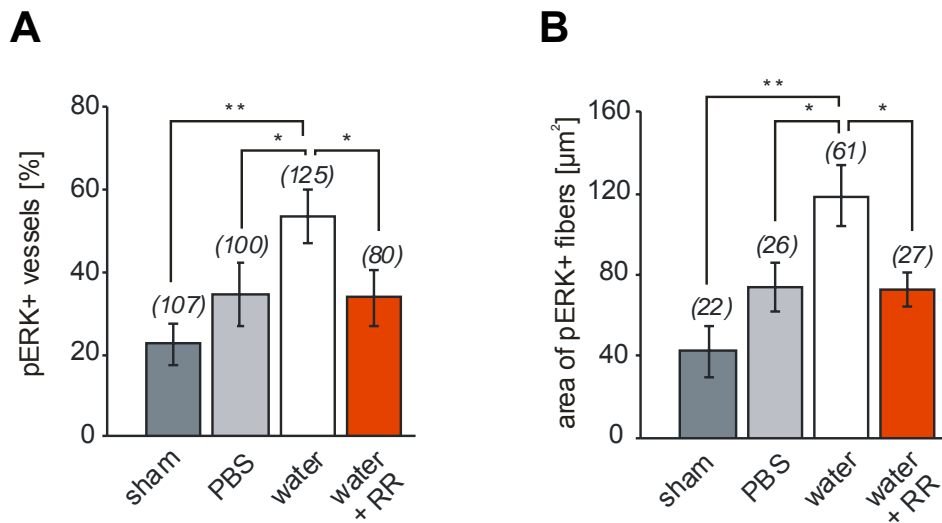 A
pERK+ vessels [%]
80
60
40
20
0
**
*
*
(107)
(100)
(125)
(80)
sham
PBS
water
water
+ RR
B
area of pERK+ fibers [µm²]
160
120
80
40
0
**
*
*
(22)
(26)
(61)
(27)
sham
PBS
water
water
+ RR